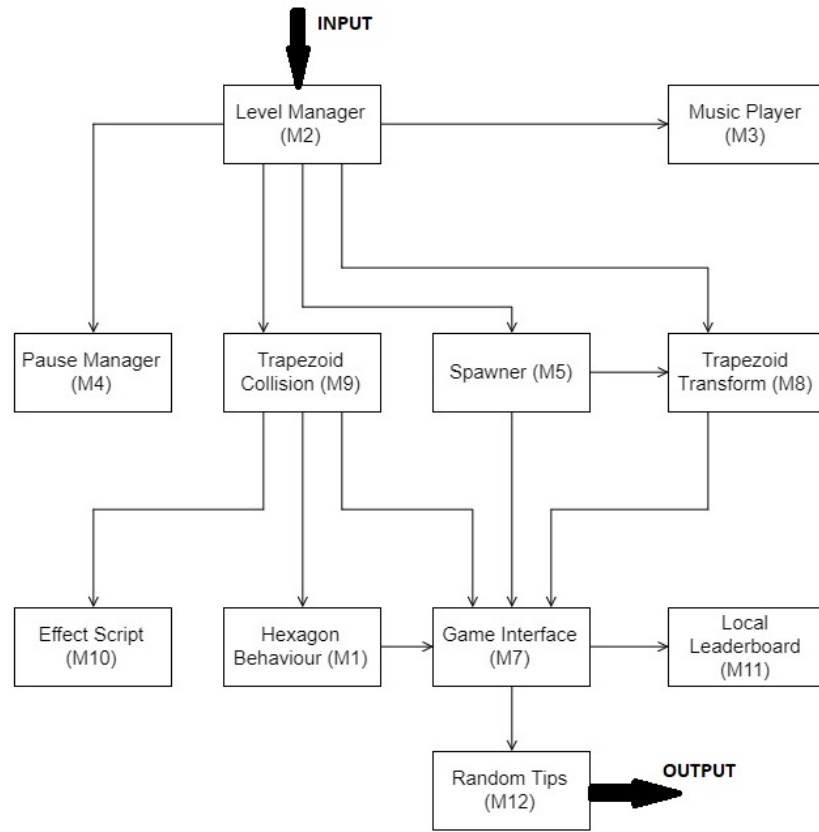 INPUT
Level Manager
(M2)
Music Player
(M3)
Pause Manager
(M4)
Trapezoid
Collision (M9)
Spawner (M5)
Trapezoid
Transform (M8)
Effect Script
(M10)
Hexagon
Behaviour (M1)
Game Interface
(M7)
Local
Leaderboard
(M11)
Random Tips
(M12)
OUTPUT